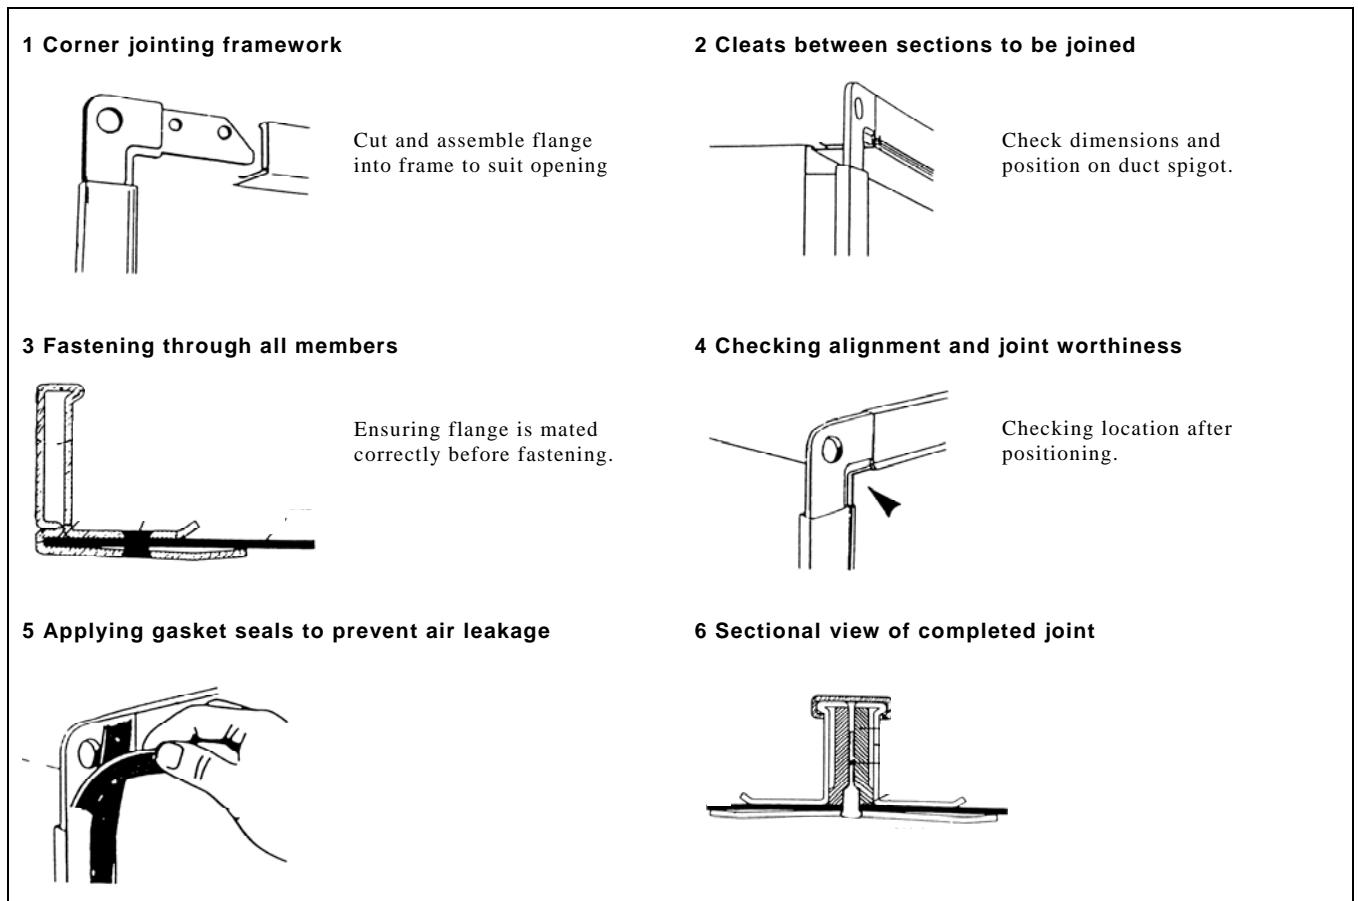 1 Corner jointing framework
Cut and assemble flange
into frame to suit opening
2 Cleats between sections to be joined
Check dimensions and
position on duct spigot.
3 Fastening through all members
Ensuring flange is mated
correctly before fastening.
4 Checking alignment and joint worthiness
Checking location after
positioning.
5 Applying gasket seals to prevent air leakage
6 Sectional view of completed joint